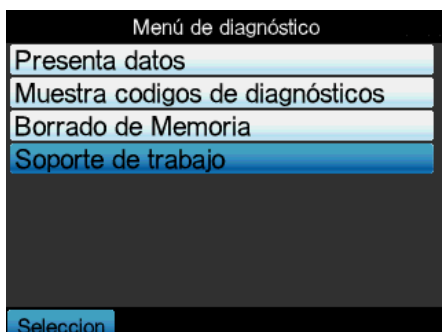 Menú de diagnóstico
Presenta datos
Muestra codigos de diagnósticos
Borrado de Memoria
Soporte de trabajo
Seleccion